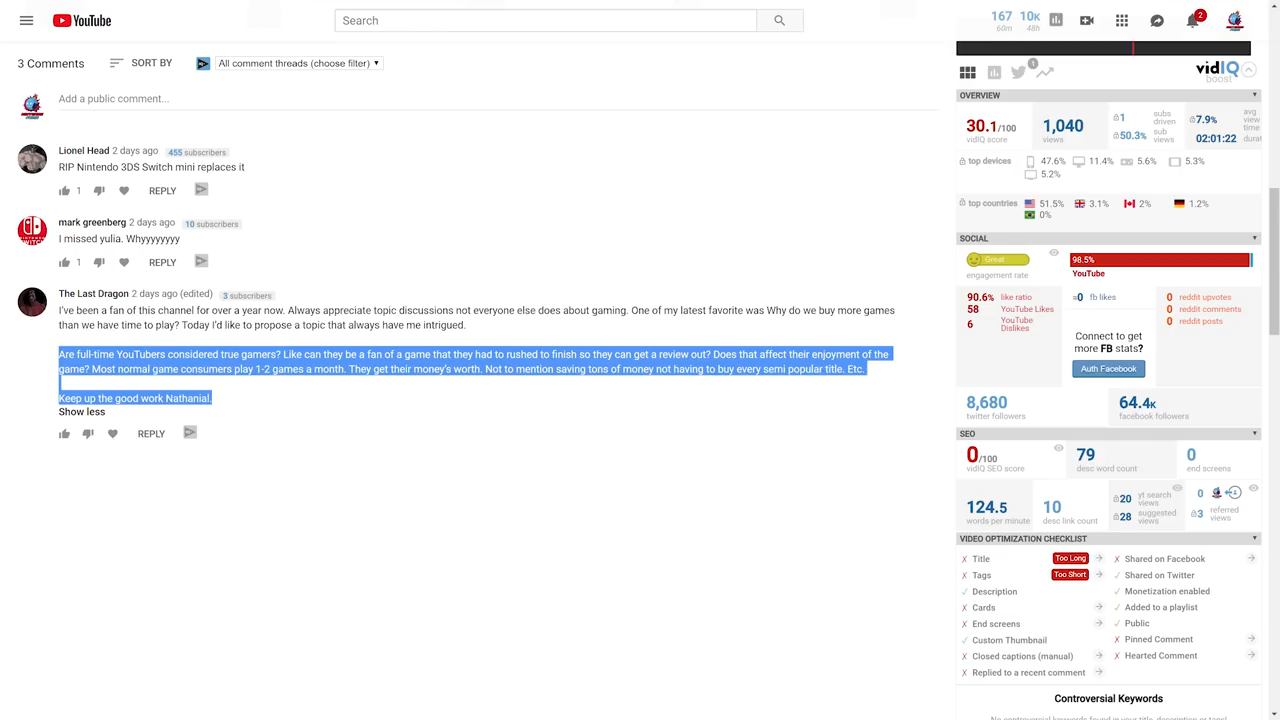 YouTube
Search
167 60m
10K 48h
2
3 Comments
SORT BY
All comment threads (choose filter)
Add a public comment...
Lionel Head 2 days ago 455 subscribers
RIP Nintendo 3DS Switch mini replaces it
1 REPLY
mark greenberg 2 days ago 10 subscribers
I missed yulia. Whyyyyyyy
1 REPLY
The Last Dragon 2 days ago (edited) 3 subscribers
I've been a fan of this channel for over a year now. Always appreciate topic discussions not everyone else does about gaming. One of my latest favorite was Why do we buy more games
than we have time to play? Today I'd like to propose a topic that always have me intrigued.
Are full-time YouTubers considered true gamers? Like can they be a fan of a game that they had to rushed to finish so they can get a review out? Does that affect their enjoyment of the
game? Most normal game consumers play 1-2 games a month. They get their money's worth. Not to mention saving tons of money not having to buy every semi popular title. Etc.
Keep up the good work Nathanial.
Show less
REPLY
1
vidIQ
boost
OVERVIEW
30.1/100
vidIQ score
1,040
views
1 subs driven
50.3% sub views
7.9% avg view time
02:01:22 durat
top devices 47.6% 11.4% 5.6% 5.3%
5.2%
top countries 51.5% 3.1% 2% 1.2%
0%
SOCIAL
Great
engagement rate
98.5%
YouTube
90.6% like ratio
58 YouTube Likes
6 YouTube Dislikes
≈0 fb likes
Connect to get more FB stats?
Auth Facebook
0 reddit upvotes
0 reddit comments
0 reddit posts
8,680
twitter followers
64.4K
facebook followers
SEO
0/100
vidIQ SEO score
79
desc word count
0
end screens
124.5
words per minute
10
desc link count
20 yt search views
28 suggested views
0
3 referred views
VIDEO OPTIMIZATION CHECKLIST
Title Too Long
Tags Too Short
Description
Cards
End screens
Custom Thumbnail
Closed captions (manual)
Replied to a recent comment
Shared on Facebook
Shared on Twitter
Monetization enabled
Added to a playlist
Public
Pinned Comment
Hearted Comment
Controversial Keywords
No controversial keywords found in your title, description or tags!